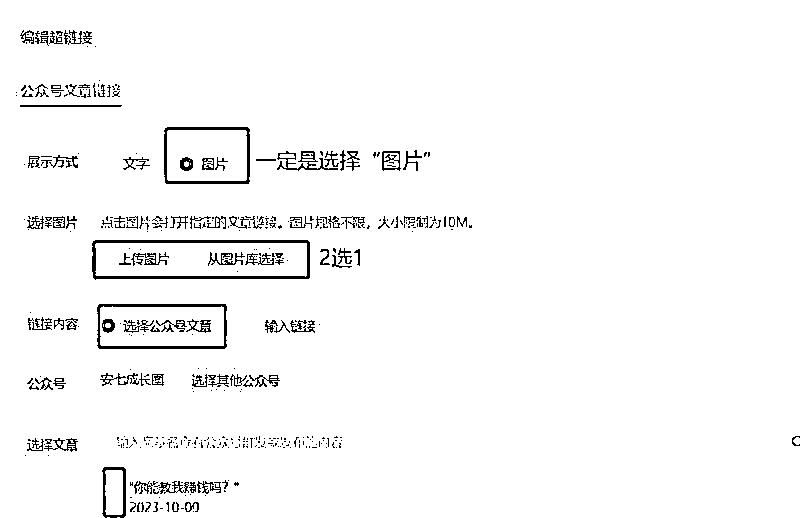 编辑超链接
公众号文章链接
展示方式 文字 图片 一定是选择“图片”
选择图片 点击图片会打开指定的文章链接。图片规格不限，大小限制为10M。
上传图片 从图片库选择 2选1
链接内容 选择公众号文章 输入链接
公众号 安七成长圈 选择其他公众号
选择文章
"你能教我赚钱吗？"
2023-10-09